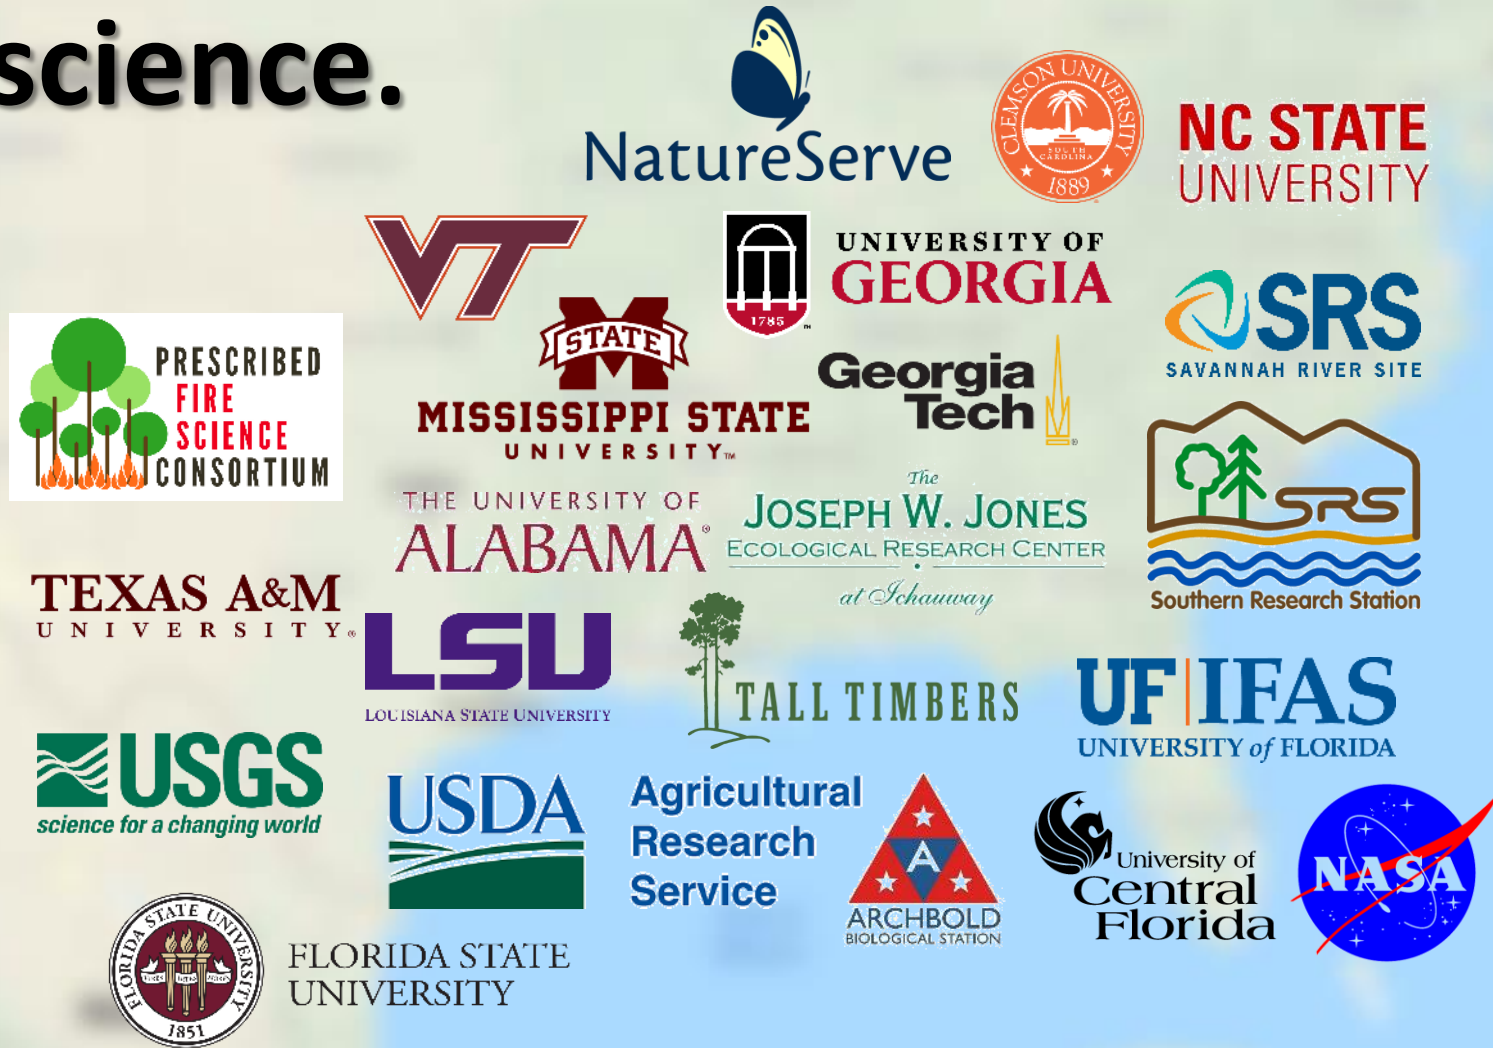 science.
NatureServe
CLEMSON UNIVERSITY
SOUTH
CAROLINA
1889
NC STATE
UNIVERSITY
VT
1785
UNIVERSITY OF
GEORGIA
SRS
SAVANNAH RIVER SITE
PRESCRIBED
FIRE
SCIENCE
CONSORTIUM
M
STATE
MISSISSIPPI STATE
UNIVERSITY™
Georgia
Tech
SRS
Southern Research Station
THE UNIVERSITY OF
ALABAMA®
The
JOSEPH W. JONES
ECOLOGICAL RESEARCH CENTER
at Ichauway
TEXAS A&M
UNIVERSITY®
LSU
LOUISIANA STATE UNIVERSITY
TALL TIMBERS
UF|IFAS
UNIVERSITY of FLORIDA
USGS
science for a changing world
USDA
Agricultural
Research
Service
A
ARCHBOLD
BIOLOGICAL STATION
University of
Central
Florida
NASA
FLORIDA STATE UNIVERSITY
1851
FLORIDA STATE
UNIVERSITY